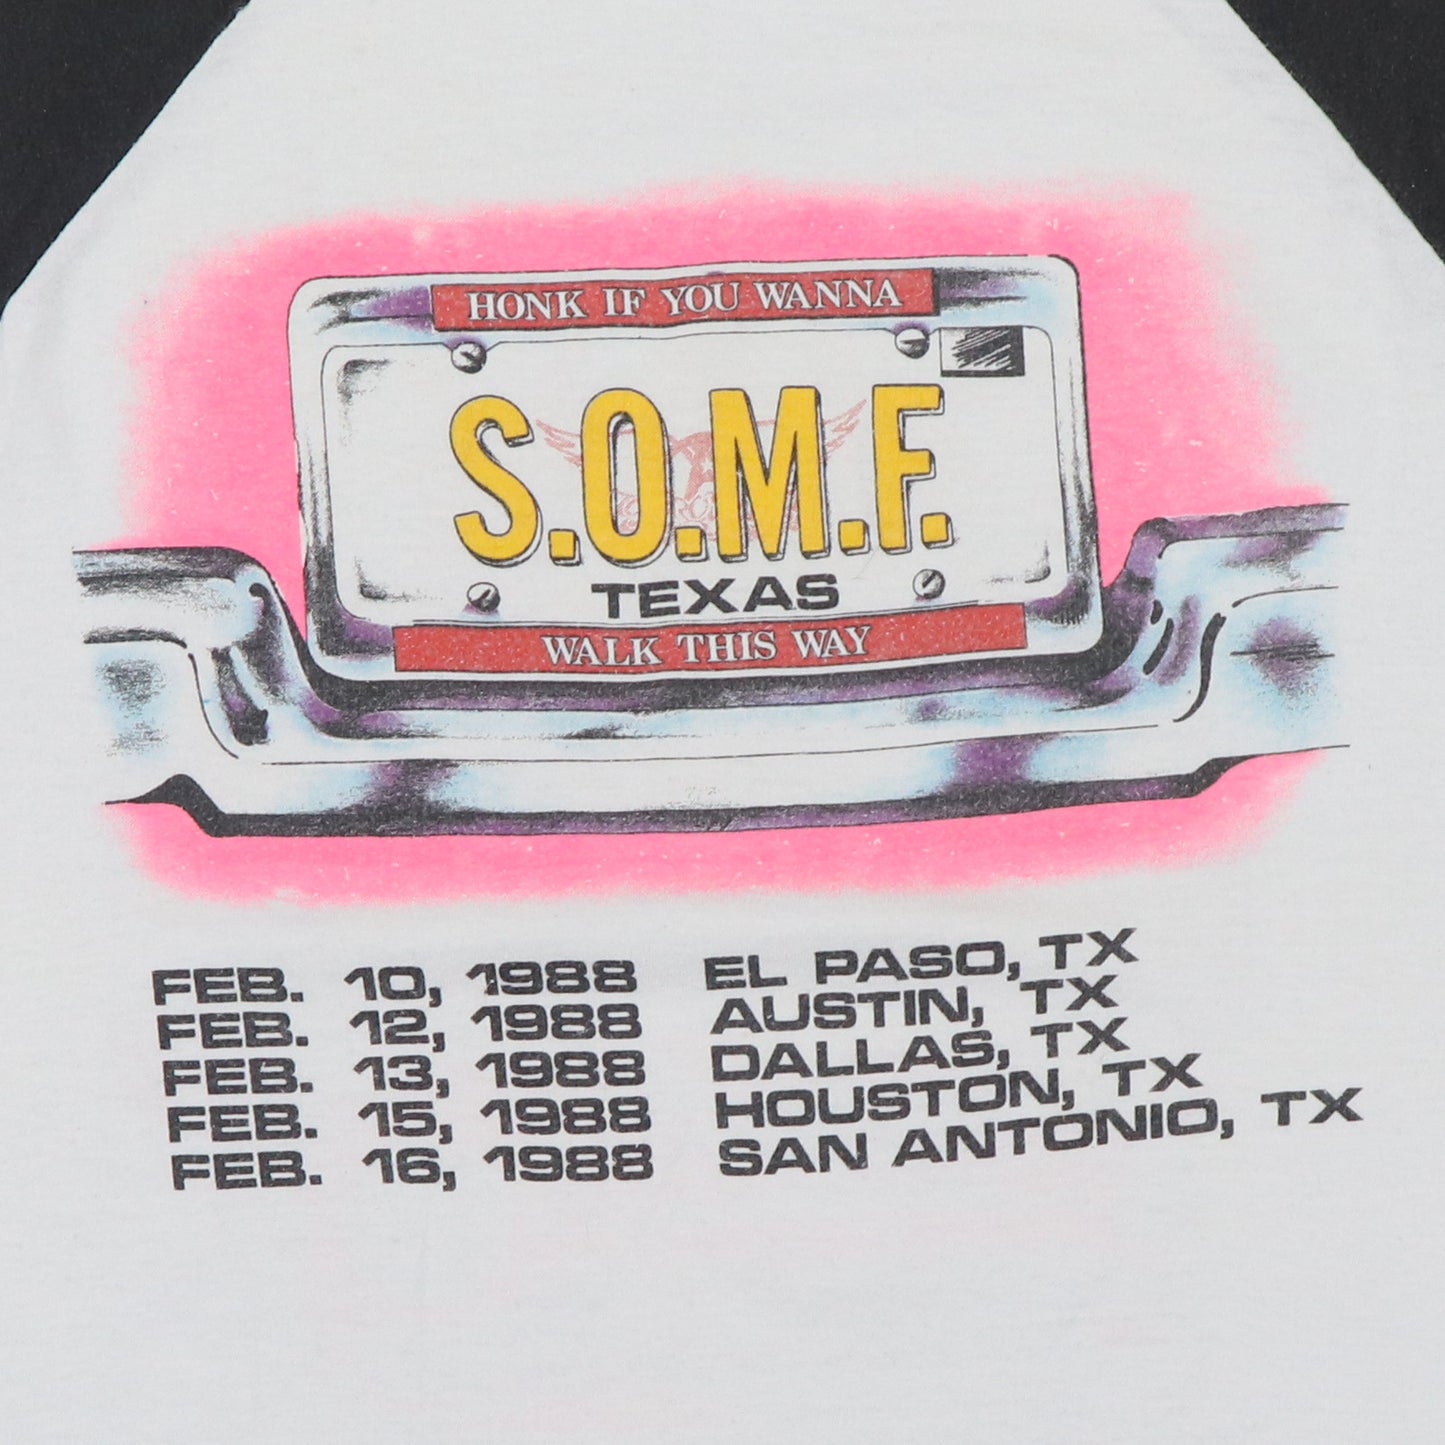 HONK IF YOU WANNA
S.O.M.F.
TEXAS
WALK THIS WAY
FEB. 10, 1988 EL PASO, TX
FEB. 12, 1988 AUSTIN, TX
FEB. 13, 1988 DALLAS, TX
FEB. 15, 1988 HOUSTON, TX
FEB. 16, 1988 SAN ANTONIO, TX